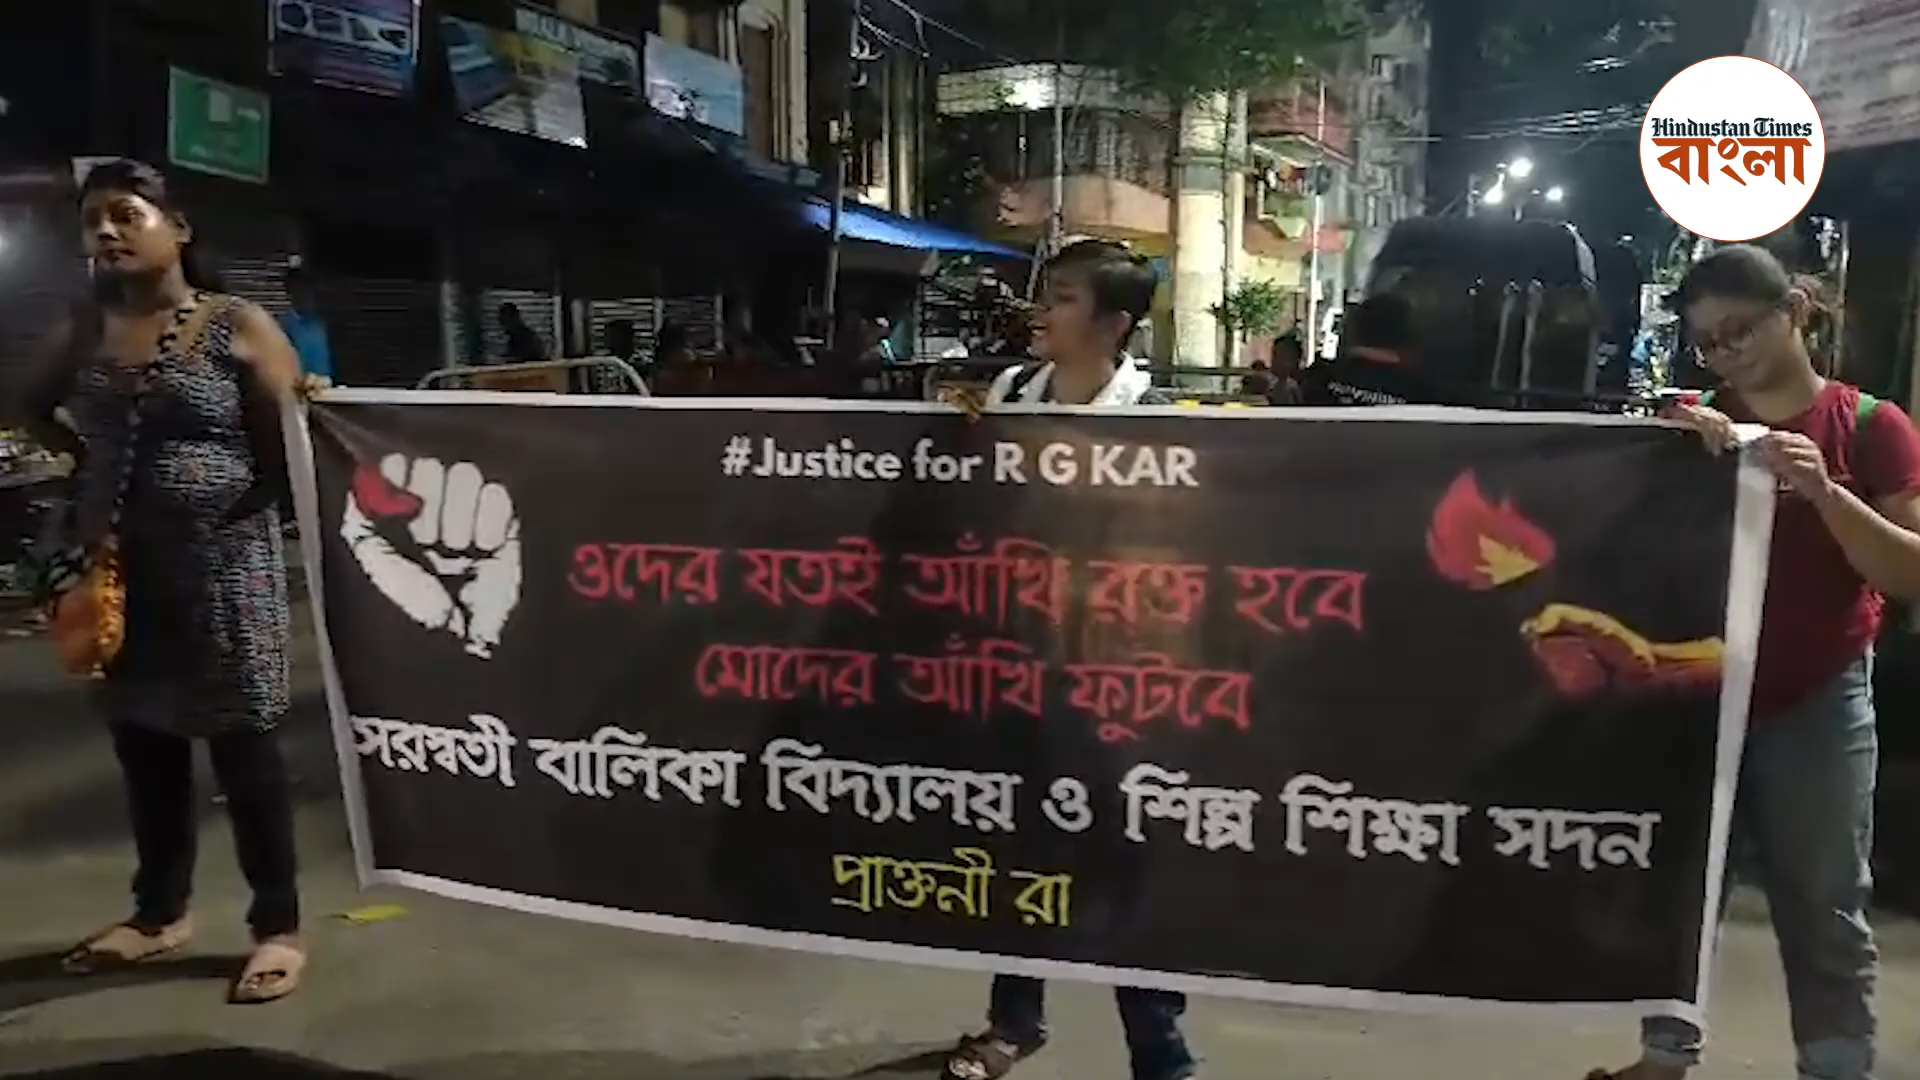 Hindustan Times
বাংলা
#Justice for R G KAR
ওদের যতই আঁখি রক্ত হবে
মোদের আঁখি ফুটবে
সরস্বতী বালিকা বিদ্যালয় ও শিল্প শিক্ষা সদন
প্রাক্তনী রা